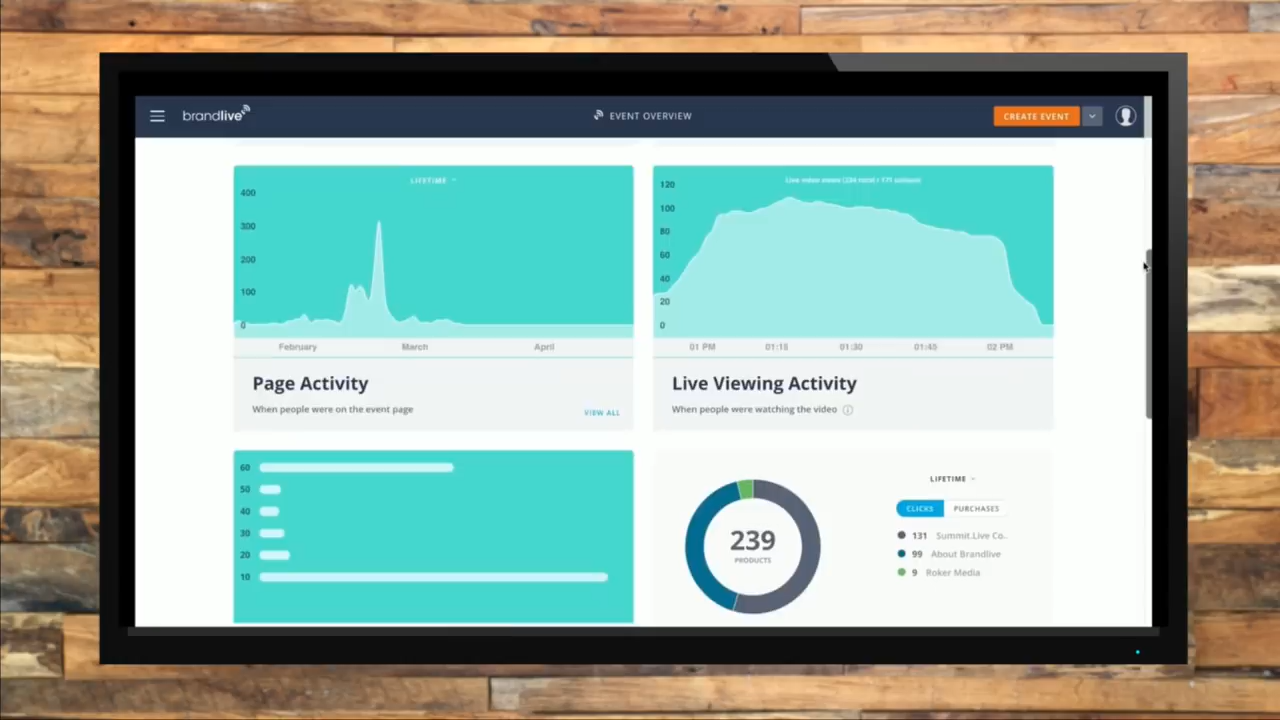 brandlive
EVENT OVERVIEW
CREATE EVENT
LIFETIME
400
300
200
100
0
February March April
Page Activity
When people were on the event page
VIEW ALL
120
100
80
60
40
20
0
01 PM 01:15 01:30 01:45 02 PM
Live Viewing Activity
When people were watching the video
60
50
40
30
20
10
239
PRODUCTS
LIFETIME
CLICKS PURCHASES
131 Summit.Live Co..
99 About Brandlive
9 Roker Media